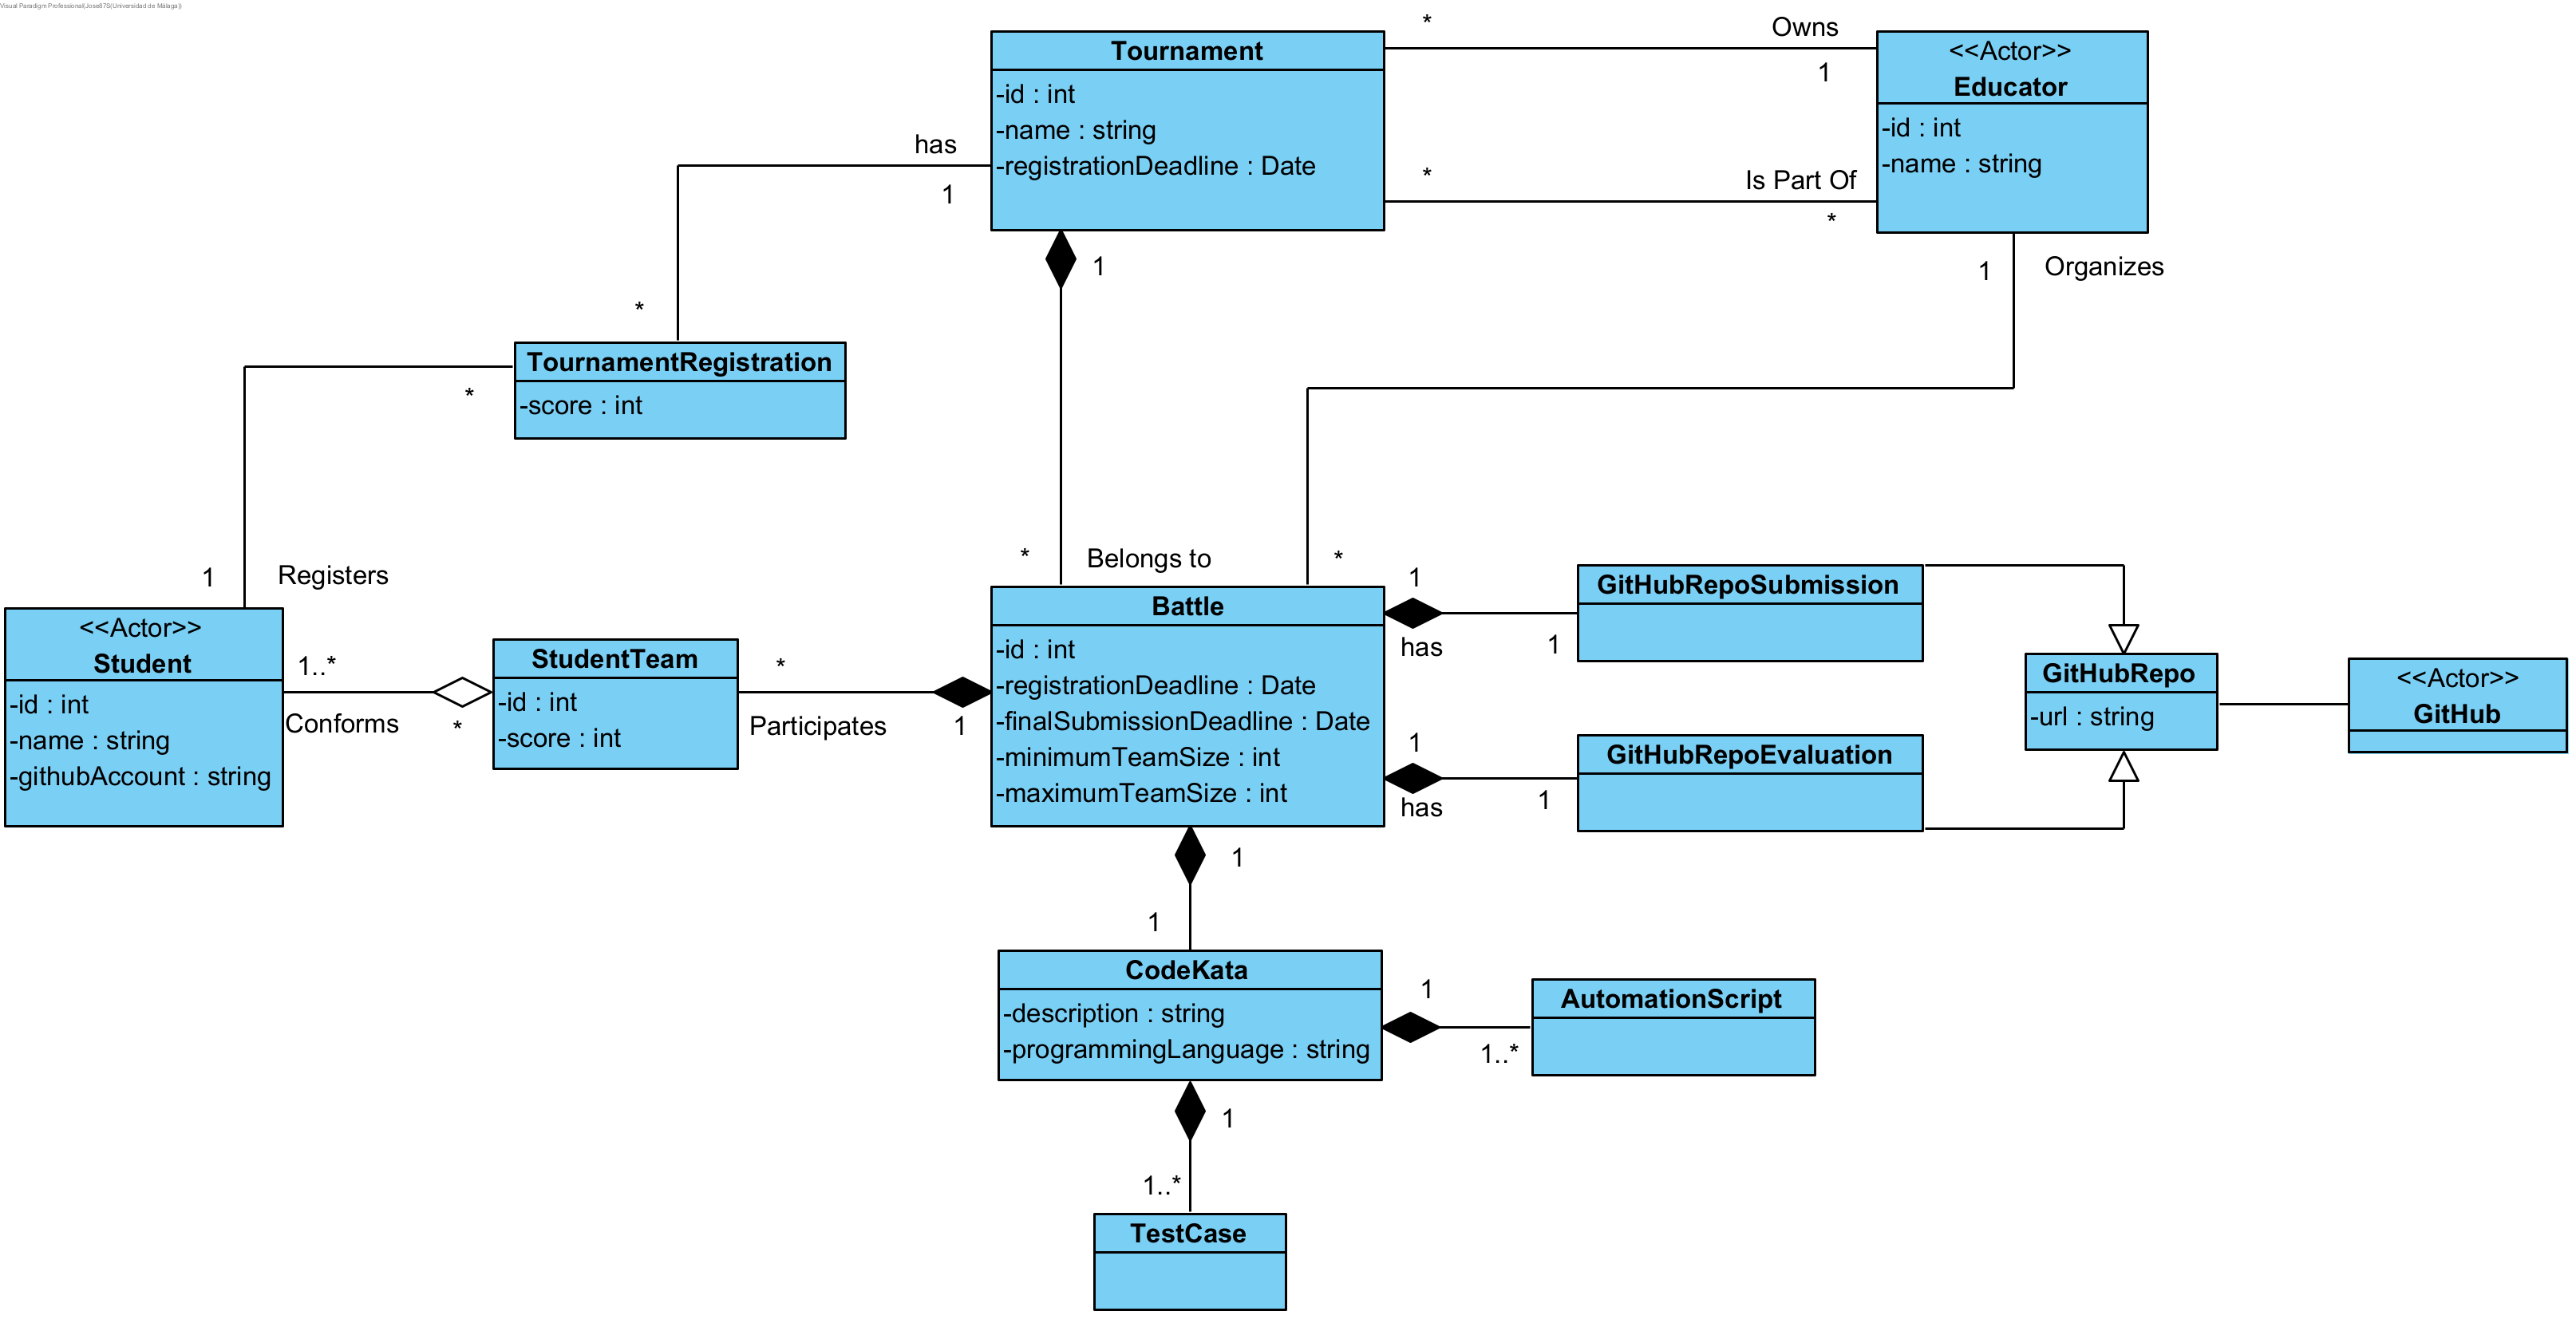 Visual Paradigm Professional(Jose87S(Universidad de Málaga))
Tournament
-id : int
-name : string
-registrationDeadline : Date
*
Owns
1
<<Actor>>
Educator
-id : int
-name : string
*
Is Part Of
*
has
1
*
1
1
Organizes
TournamentRegistration
-score : int
*
1
Registers
*
Belongs to
*
<<Actor>>
Student
-id : int
-name : string
-githubAccount : string
1..*
Conforms
*
StudentTeam
-id : int
-score : int
*
Participates
1
Battle
-id : int
-registrationDeadline : Date
-finalSubmissionDeadline : Date
-minimumTeamSize : int
-maximumTeamSize : int
1
has
1
GitHubRepoSubmission
1
has
1
GitHubRepoEvaluation
GitHubRepo
-url : string
<<Actor>>
GitHub
1
1
CodeKata
-description : string
-programmingLanguage : string
1
1..*
AutomationScript
1
1..*
TestCase